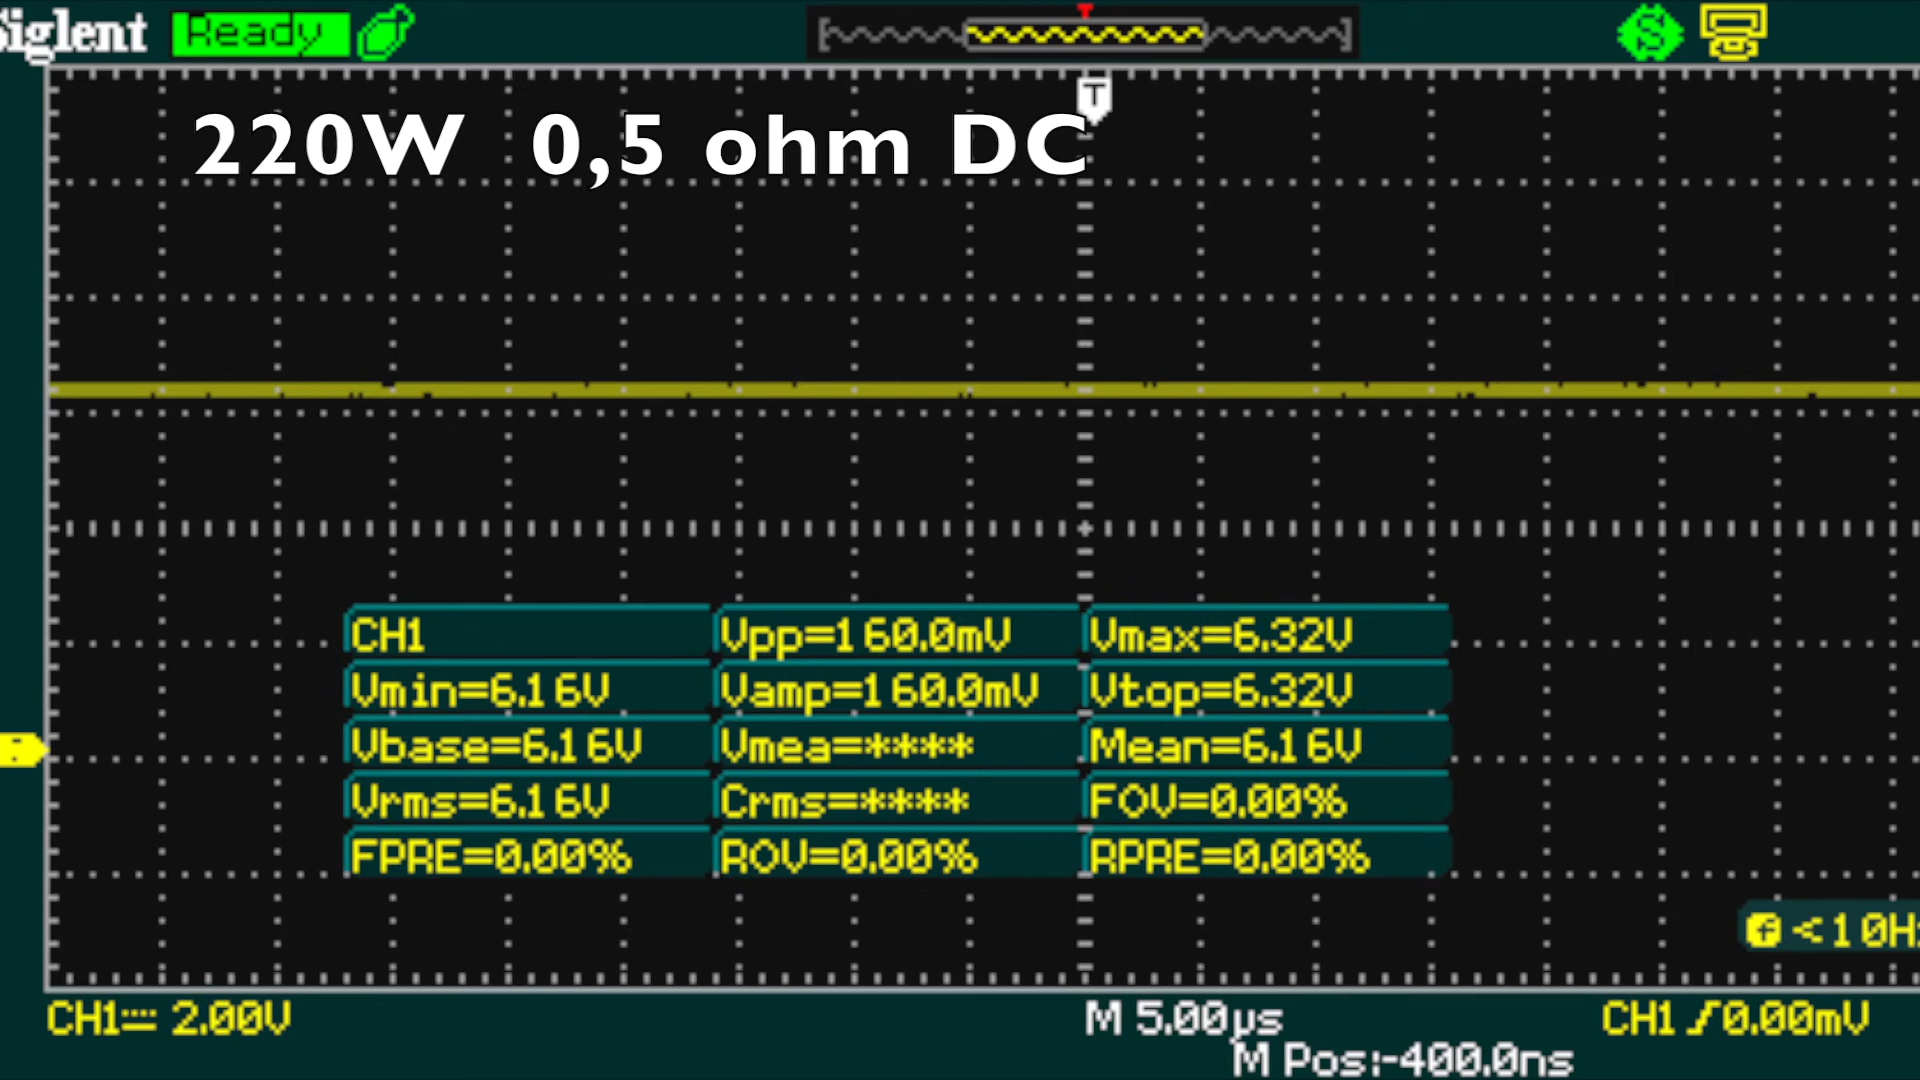 Siglent Ready
T
220W 0,5 ohm DC
CH1 Vpp=160.0mV Vmax=6.32V
Vmin=6.16V Vamp=160.0mV Vtop=6.32V
Vbase=6.16V Vmea=**** Mean=6.16V
Vrms=6.16V Crms=**** FOV=0.00%
FPRE=0.00% ROV=0.00% RPRE=0.00%
f <10Hz
CH1 2.00V M 5.00µs CH1 0.00mV
M Pos:-400.0ns